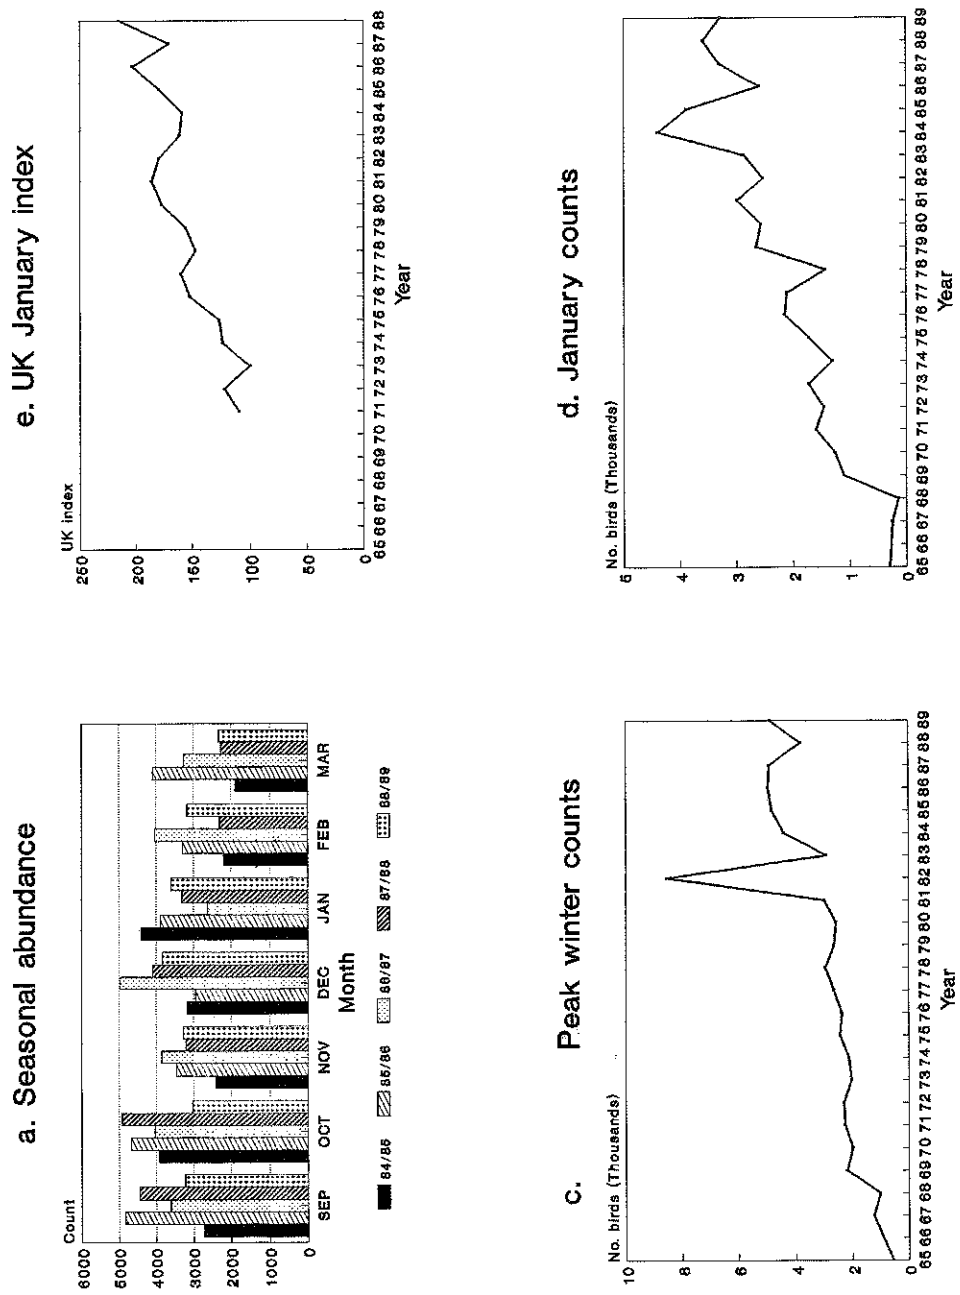 a. Seasonal abundance
Count
6000
5000
4000
3000
2000
1000
0
SEP OCT NOV DEC JAN FEB MAR
Month
84/85 85/86 86/87 87/88 88/89
e. UK January index
UK index
250
200
150
100
50
0
65 66 67 68 69 70 71 72 73 74 75 76 77 78 79 80 81 82 83 84 85 86 87 88
Year
c. Peak winter counts
No. birds (Thousands)
10
8
6
4
2
0
65 66 67 68 69 70 71 72 73 74 75 76 77 78 79 80 81 82 83 84 85 86 87 88 89
Year
d. January counts
No. birds (Thousands)
5
4
3
2
1
0
65 66 67 68 69 70 71 72 73 74 75 76 77 78 79 80 81 82 83 84 85 86 87 88 89
Year